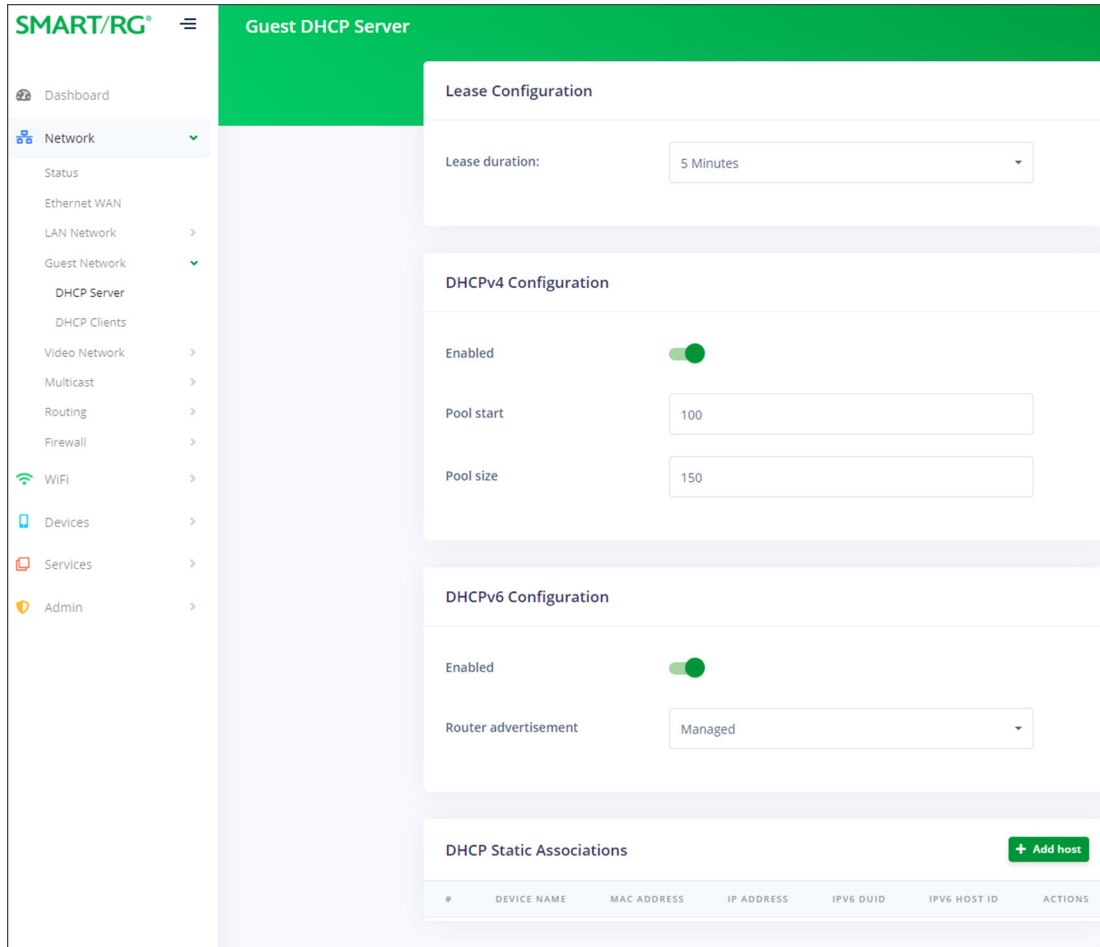 SMART/RG®
Guest DHCP Server
Dashboard
Network
Status
Ethernet WAN
LAN Network
Guest Network
DHCP Server
DHCP Clients
Video Network
Multicast
Routing
Firewall
WiFi
Devices
Services
Admin
Lease Configuration
Lease duration: 5 Minutes
DHCPv4 Configuration
Enabled
Pool start 100
Pool size 150
DHCPv6 Configuration
Enabled
Router advertisement Managed
DHCP Static Associations + Add host
# DEVICE NAME MAC ADDRESS IP ADDRESS IPV6 DUID IPV6 HOST ID ACTIONS